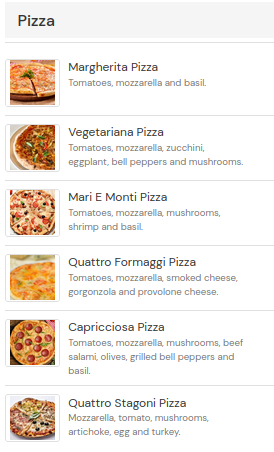 Pizza
Margherita Pizza
Tomatoes, mozzarella and basil.
Vegetariana Pizza
Tomatoes, mozzarella, zucchini,
eggplant, bell peppers and mushrooms.
Mari E Monti Pizza
Tomatoes, mozzarella, mushrooms,
shrimp and basil.
Quattro Formaggi Pizza
Tomatoes, mozzarella, smoked cheese,
gorgonzola and provolone cheese.
Capricciosa Pizza
Tomatoes, mozzarella, mushrooms, beef
salami, olives, grilled bell peppers and
basil.
Quattro Stagoni Pizza
Mozzarella, tomato, mushrooms,
artichoke, egg and turkey.